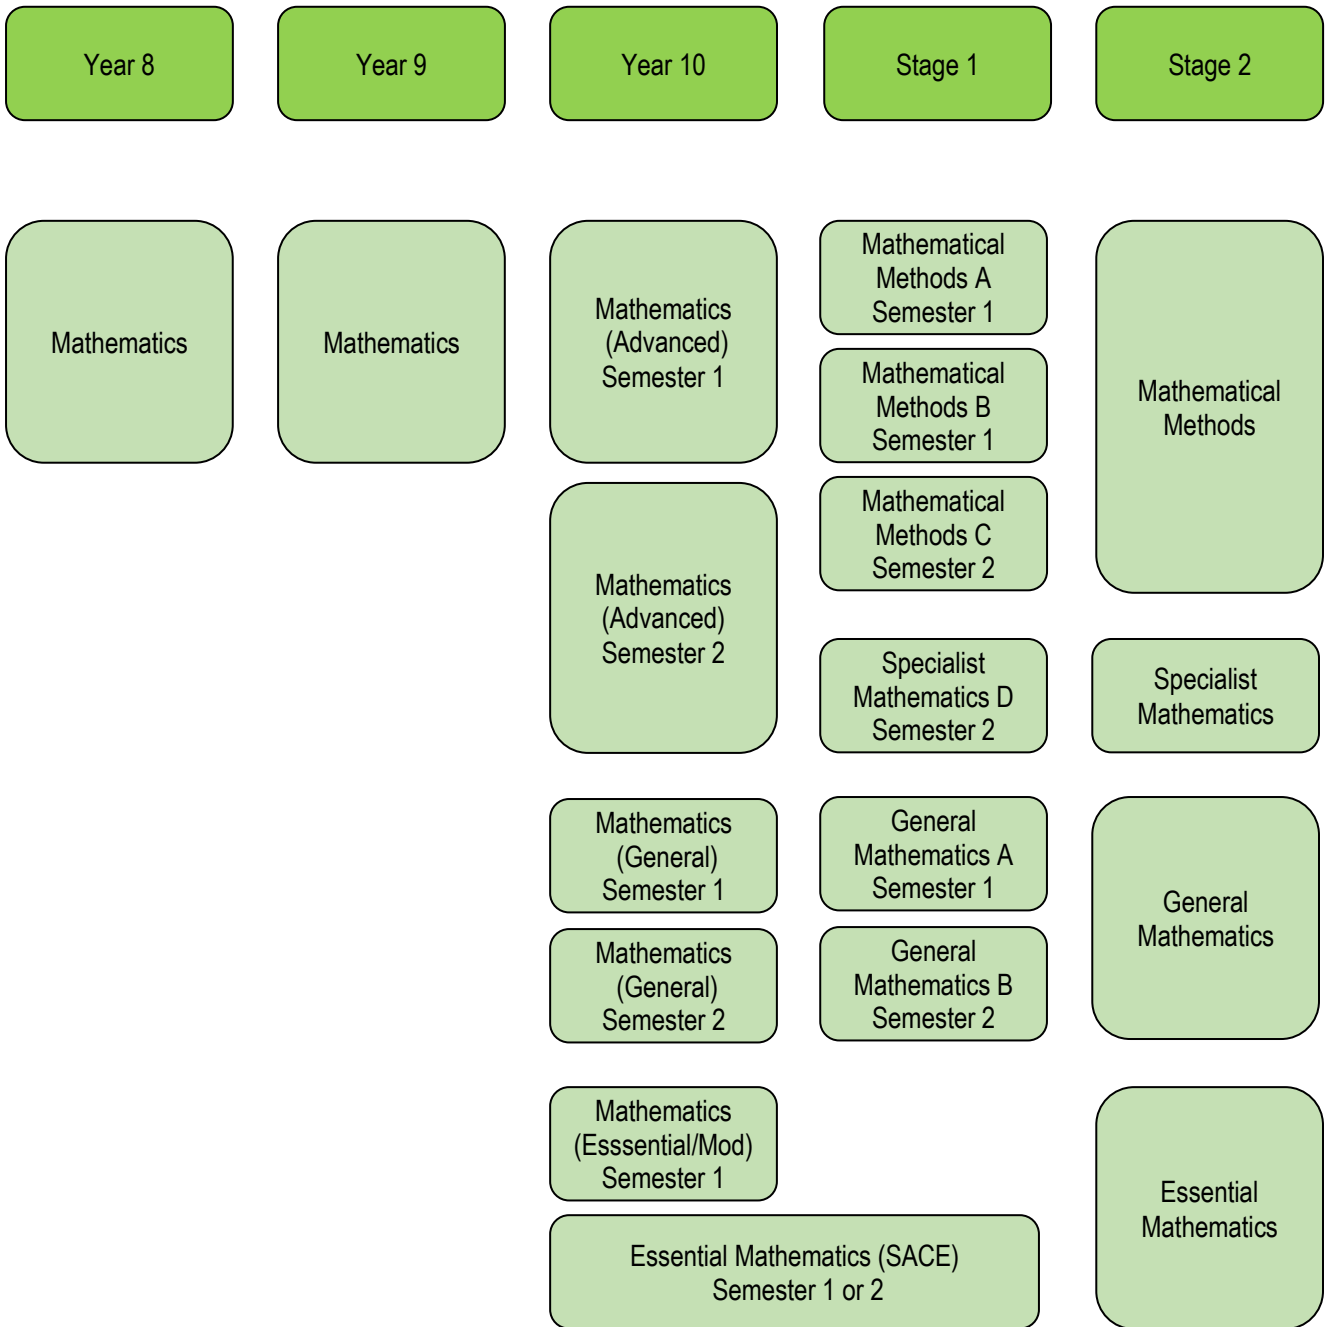 Year 8
Year 9
Year 10
Stage 1
Stage 2
Mathematics
Mathematics
Mathematics
(Advanced)
Semester 1
Mathematics
(Advanced)
Semester 2
Mathematics
(General)
Semester 1
Mathematics
(General)
Semester 2
Mathematics
(Esssential/Mod)
Semester 1
Essential Mathematics (SACE)
Semester 1 or 2
Mathematical
Methods A
Semester 1
Mathematical
Methods B
Semester 1
Mathematical
Methods C
Semester 2
Specialist
Mathematics D
Semester 2
General
Mathematics A
Semester 1
General
Mathematics B
Semester 2
Mathematical
Methods
Specialist
Mathematics
General
Mathematics
Essential
Mathematics